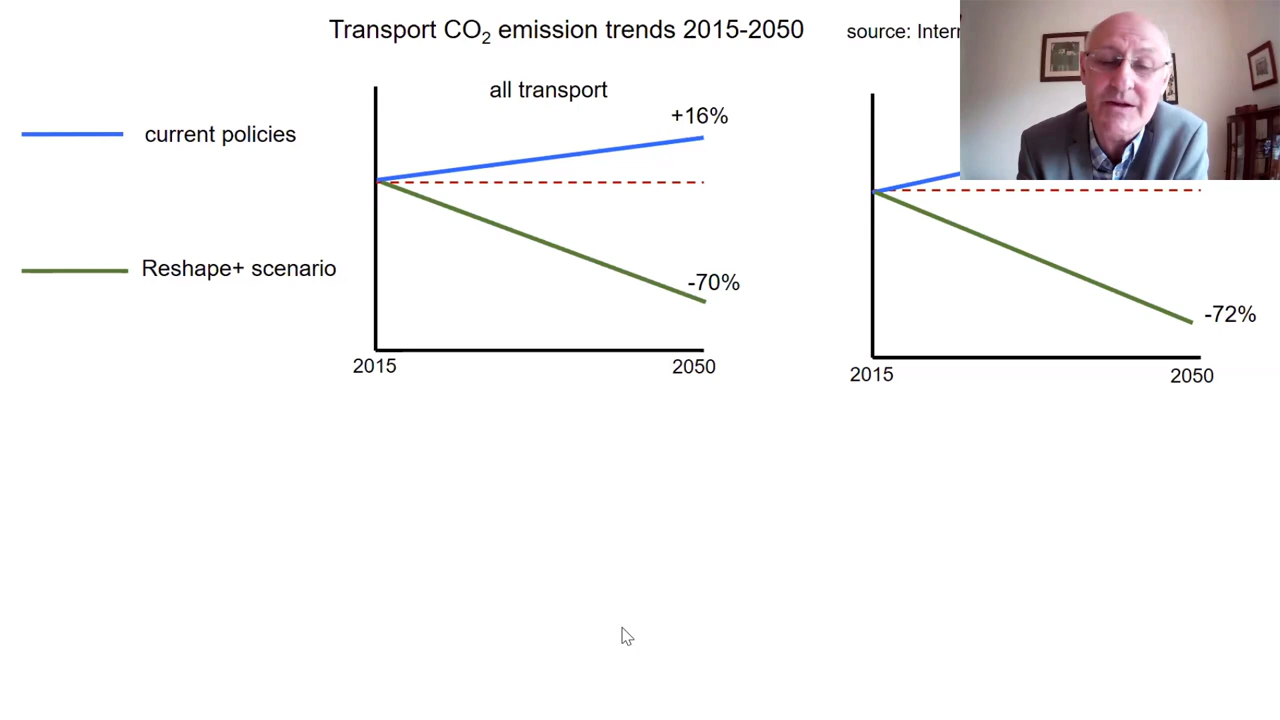 Transport CO₂ emission trends 2015-2050
source:
all transport
+16%
current policies
Reshape+ scenario
-70%
-72%
2015
2050
2015
2050